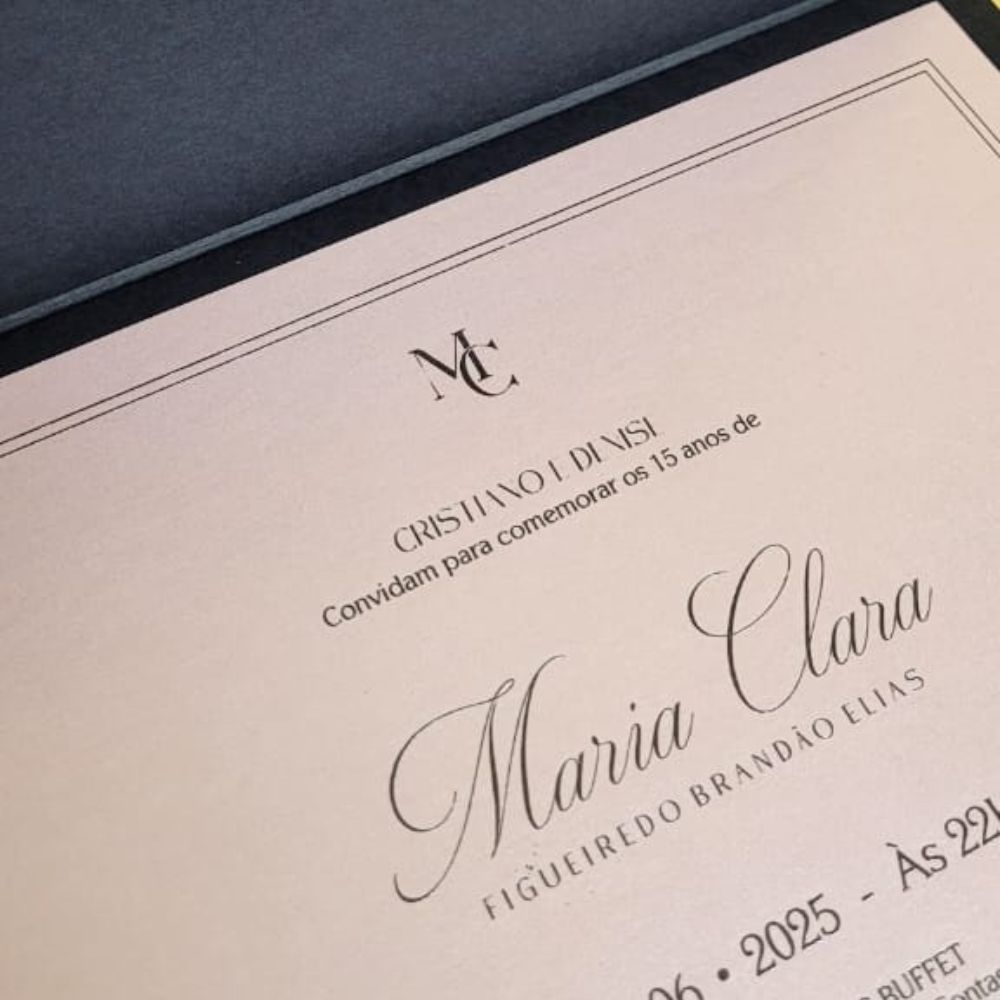 MC
CRISTIANO E DENISE
Convidam para comemorar os 15 anos de
Maria Clara
FIGUEIREDO BRANDÃO ELIAS
06 • 2025 - Às 22
BUFFET